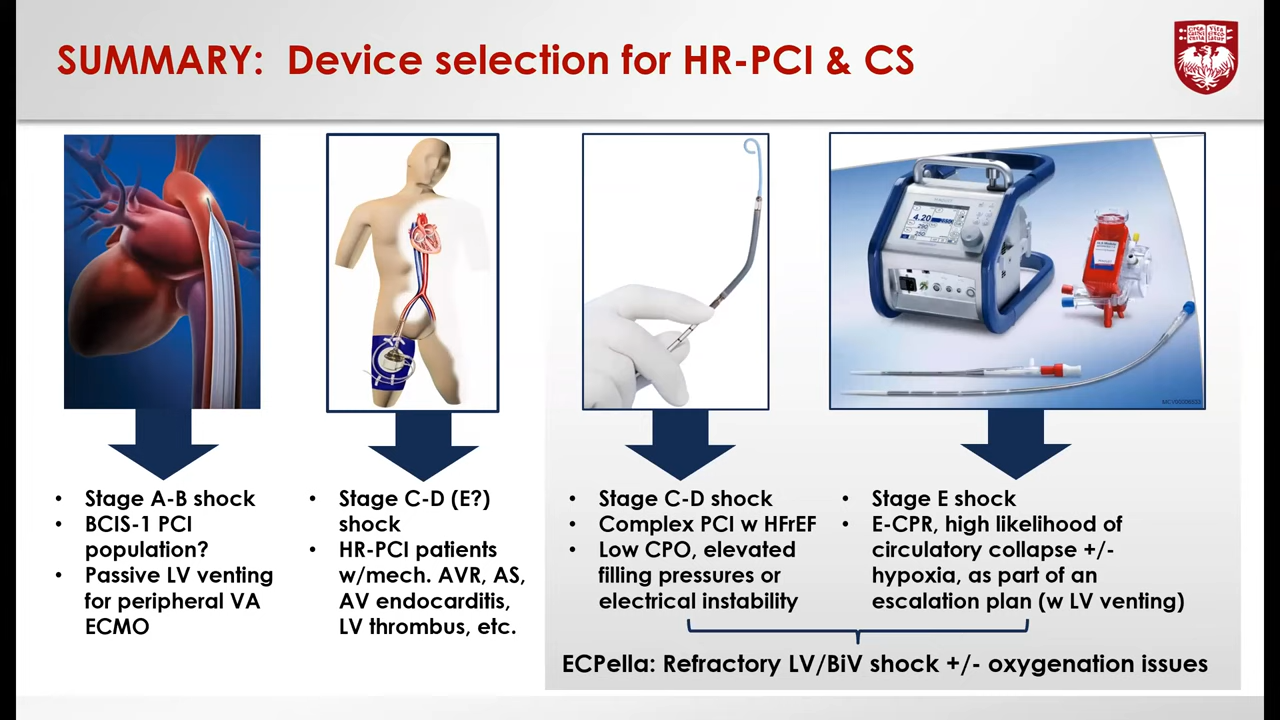 SUMMARY:  Device selection for HR-PCI & CS
4.20
• Stage A-B shock
• BCIS-1 PCI
population?
• Passive LV venting
for peripheral VA
ECMO
• Stage C-D (E?)
shock
• HR-PCI patients
w/mech. AVR, AS,
AV endocarditis,
LV thrombus, etc.
• Stage C-D shock
• Complex PCI w HFrEF
• Low CPO, elevated
filling pressures or
electrical instability
• Stage E shock
• E-CPR, high likelihood of
circulatory collapse +/-
hypoxia, as part of an
escalation plan (w LV venting)
ECPella: Refractory LV/BiV shock +/- oxygenation issues